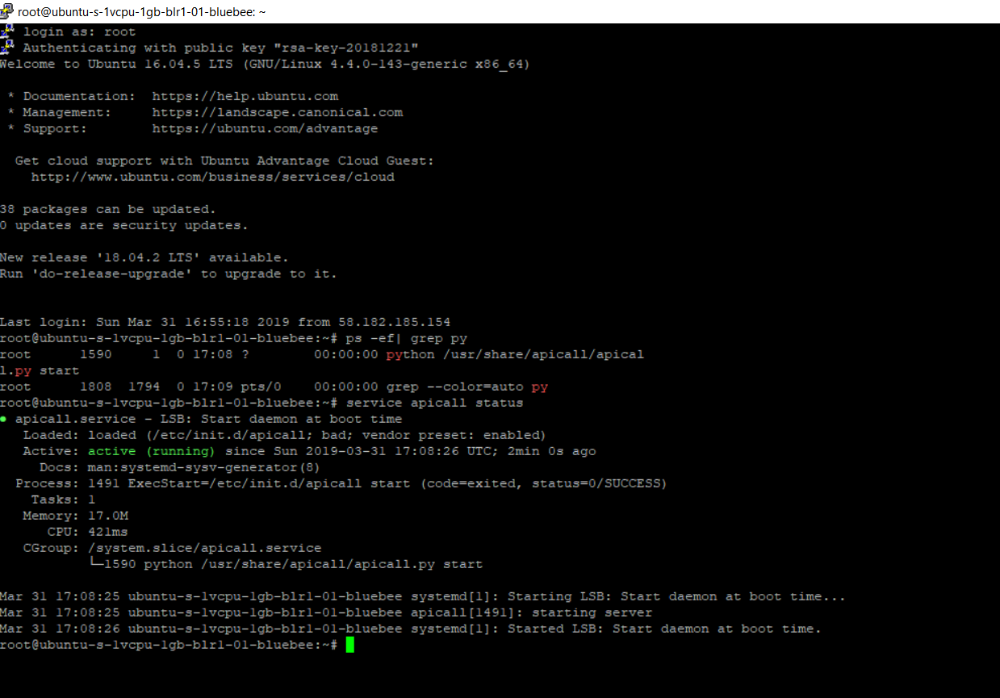 root@ubuntu-s-1vcpu-1gb-blr1-01-bluebee: ~
login as: root
Authenticating with public key "rsa-key-20181221"
Welcome to Ubuntu 16.04.5 LTS (GNU/Linux 4.4.0-143-generic x86_64)
* Documentation:  https://help.ubuntu.com
* Management:     https://landscape.canonical.com
* Support:        https://ubuntu.com/advantage
Get cloud support with Ubuntu Advantage Cloud Guest:
http://www.ubuntu.com/business/services/cloud
38 packages can be updated.
0 updates are security updates.
New release '18.04.2 LTS' available.
Run 'do-release-upgrade' to upgrade to it.
Last login: Sun Mar 31 16:55:18 2019 from 58.182.185.154
root@ubuntu-s-1vcpu-1gb-blr1-01-bluebee:~# ps -ef| grep py
root      1590     1  0 17:08 ?        00:00:00 python /usr/share/apicall/apical
l.py start
root      1808  1794  0 17:09 pts/0    00:00:00 grep --color=auto py
root@ubuntu-s-1vcpu-1gb-blr1-01-bluebee:~# service apicall status
● apicall.service - LSB: Start daemon at boot time
Loaded: loaded (/etc/init.d/apicall; bad; vendor preset: enabled)
Active: active (running) since Sun 2019-03-31 17:08:26 UTC; 2min 0s ago
Docs: man:systemd-sysv-generator(8)
Process: 1491 ExecStart=/etc/init.d/apicall start (code=exited, status=0/SUCCESS)
Tasks: 1
Memory: 17.0M
CPU: 421ms
CGroup: /system.slice/apicall.service
└─1590 python /usr/share/apicall/apicall.py start
Mar 31 17:08:25 ubuntu-s-1vcpu-1gb-blr1-01-bluebee systemd[1]: Starting LSB: Start daemon at boot time...
Mar 31 17:08:25 ubuntu-s-1vcpu-1gb-blr1-01-bluebee apicall[1491]: starting server
Mar 31 17:08:26 ubuntu-s-1vcpu-1gb-blr1-01-bluebee systemd[1]: Started LSB: Start daemon at boot time.
root@ubuntu-s-1vcpu-1gb-blr1-01-bluebee:~#